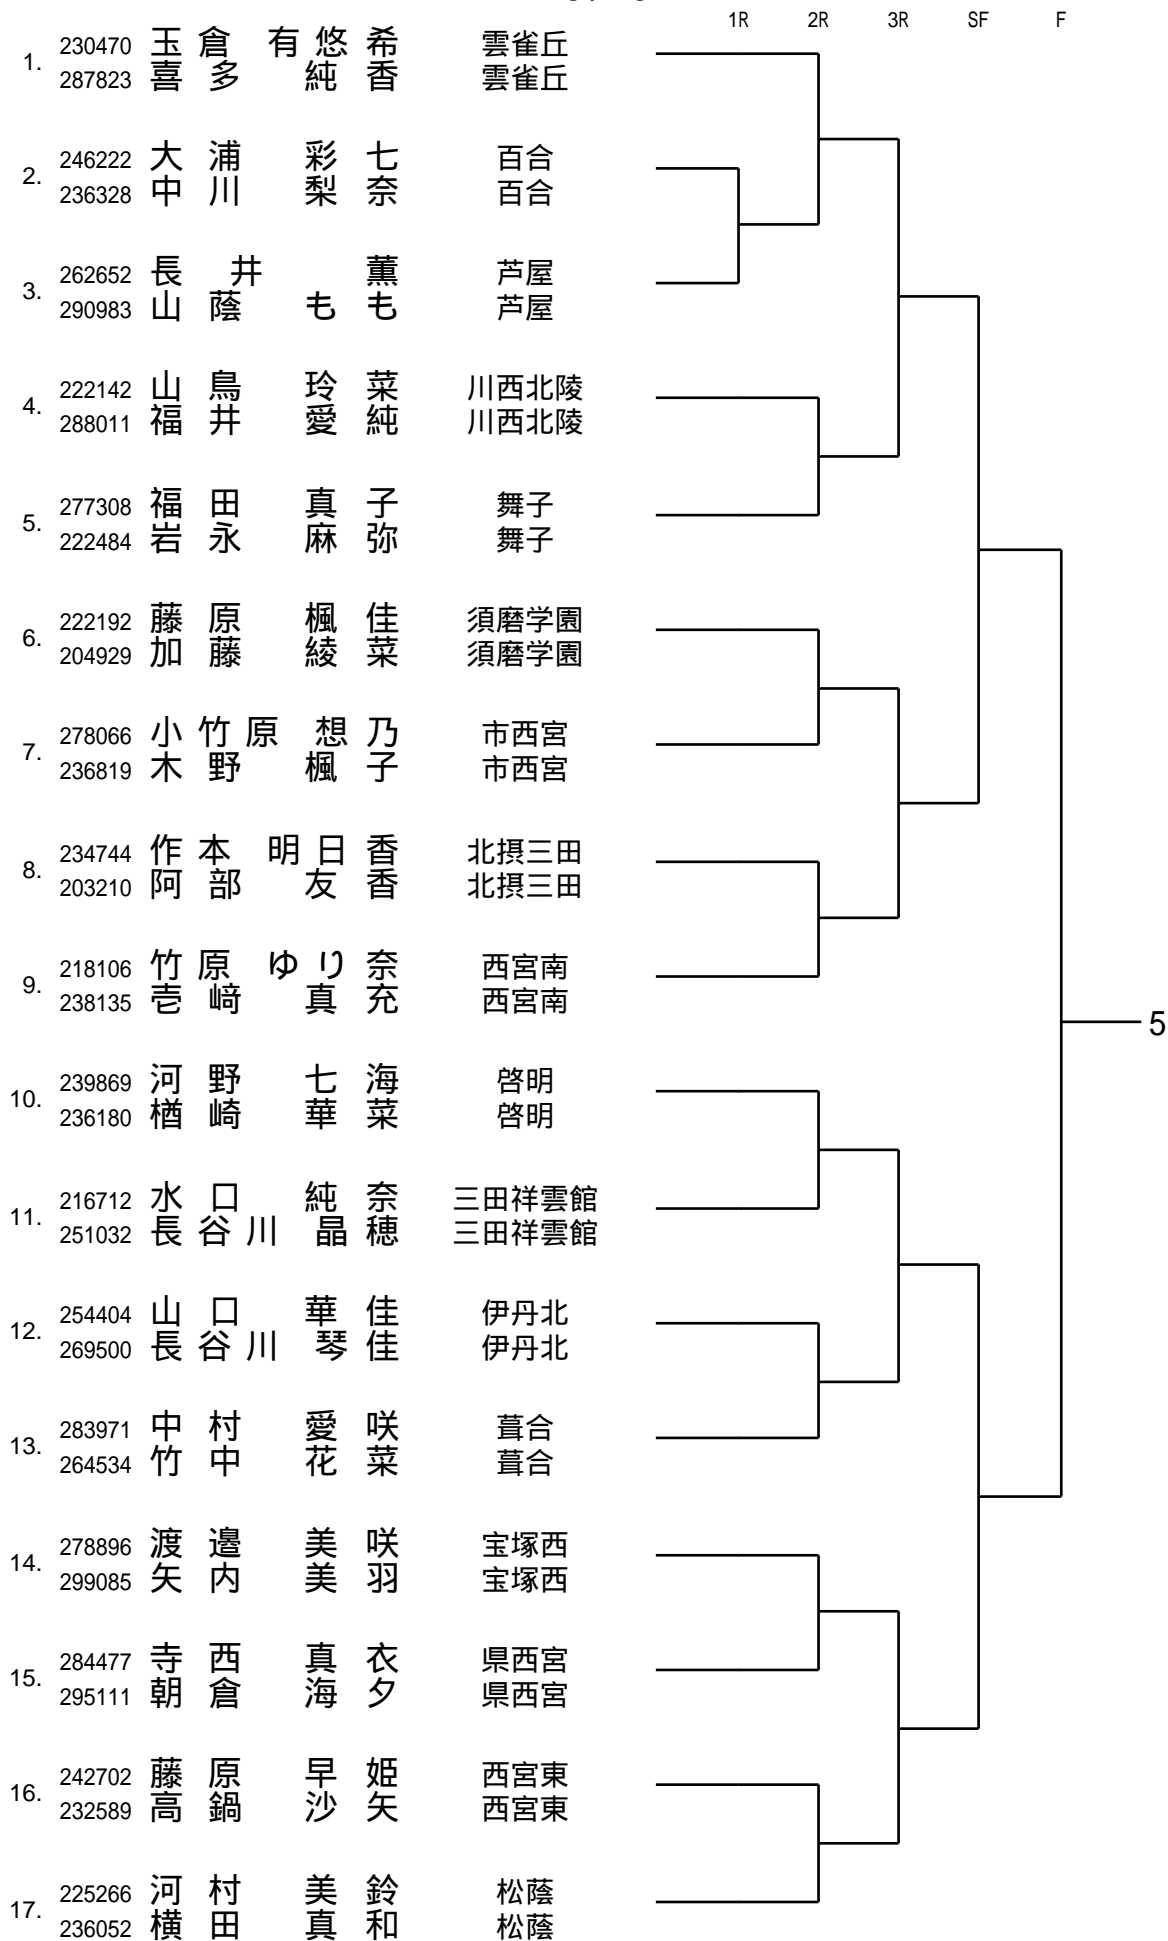 1R 2R 3R SF F
1. 230470 玉倉 有悠希 雲雀丘
287823 喜多 純香 雲雀丘
2. 246222 大浦 彩七 百合
236328 中川 梨奈 百合
3. 262652 長井 薫 芦屋
290983 山蔭 もも 芦屋
4. 222142 山鳥 玲菜 川西北陵
288011 福井 愛純 川西北陵
5. 277308 福田 真子 舞子
222484 岩永 麻弥 舞子
6. 222192 藤原 楓佳 須磨学園
204929 加藤 綾菜 須磨学園
7. 278066 小竹原 想乃 市西宮
236819 木野 楓子 市西宮
8. 234744 作本 明日香 北摂三田
203210 阿部 友香 北摂三田
9. 218106 竹原 ゆり奈 西宮南
238135 壱﨑 真充 西宮南
5
10. 239869 河野 七海 啓明
236180 楢崎 華菜 啓明
11. 216712 水口 純奈 三田祥雲館
251032 長谷川 晶穂 三田祥雲館
12. 254404 山口 華佳 伊丹北
269500 長谷川 琴佳 伊丹北
13. 283971 中村 愛咲 葺合
264534 竹中 花菜 葺合
14. 278896 渡邉 美咲 宝塚西
299085 矢内 美羽 宝塚西
15. 284477 寺西 真衣 県西宮
295111 朝倉 海夕 県西宮
16. 242702 藤原 早姫 西宮東
232589 高鍋 沙矢 西宮東
17. 225266 河村 美鈴 松蔭
236052 横田 真和 松蔭